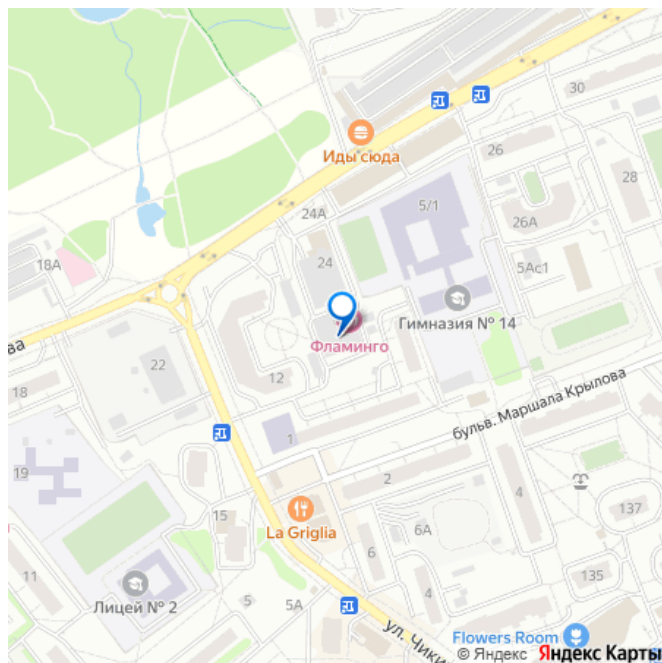 30
Иды сюда
26
28
24А
5/1
26А
24
5Ас1
18А
Гимназия № 14
Фламинго
ва
22
12
18
бульв. Маршала Крылова
1
19
2
4
15
La Griglia
137
6А
6
11
135
Лицей № 2
5
5А
4
ул. Чики
Flowers Room
© Яндекс Яндекс Карты